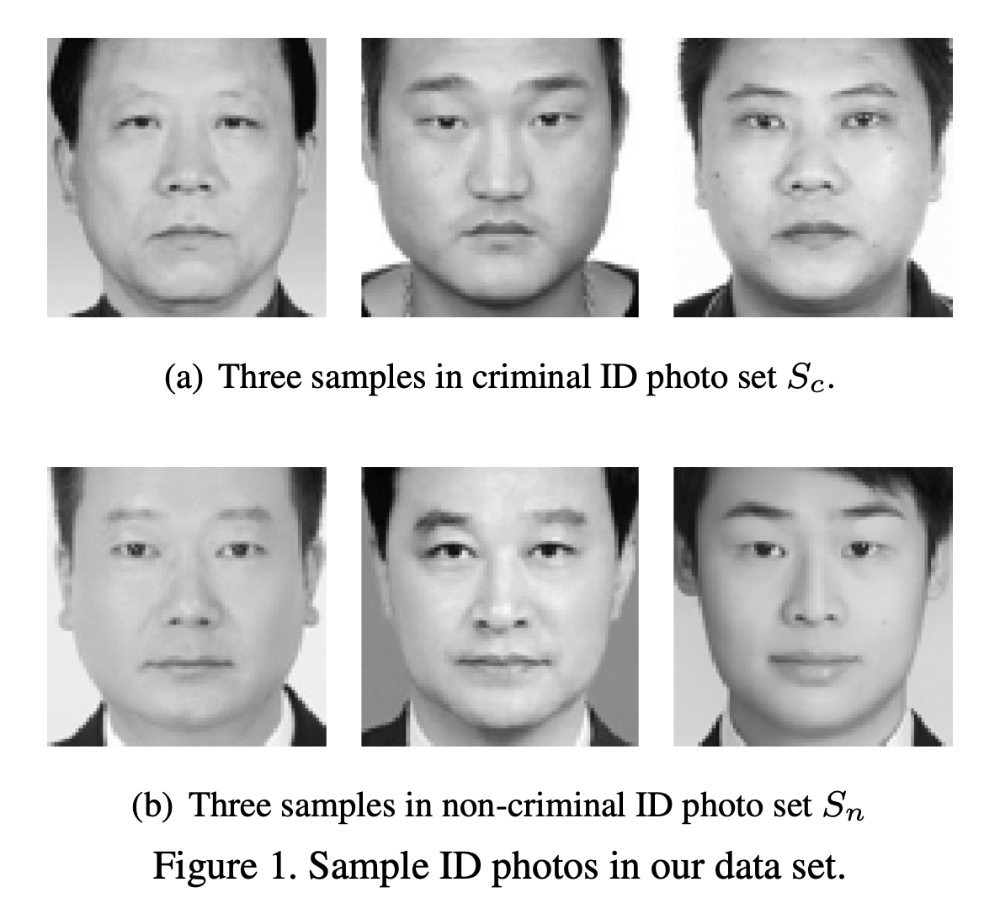 (a) Three samples in criminal ID photo set Sc.
(b) Three samples in non-criminal ID photo set Sn
Figure 1. Sample ID photos in our data set.